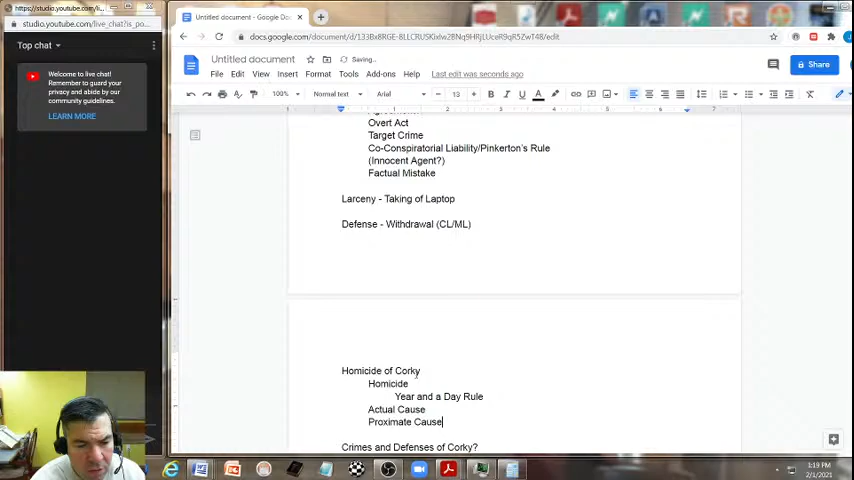 https://studio.youtube.com/li...
studio.youtube.com/live_chat?is_po...
Top chat
Welcome to live chat!
Remember to guard your
privacy and abide by our
community guidelines.
LEARN MORE
Untitled document - Google Doc
docs.google.com/document/d/
/edit
Untitled document
Saving...
Share
File Edit View Insert Format Tools Add-ons Help Last edit was seconds ago
100% Normal text Arial 13
Overt Act
Target Crime
Co-Conspiratorial Liability/Pinkerton's Rule
(Innocent Agent?)
Factual Mistake
Larceny - Taking of Laptop
Defense - Withdrawal (CL/ML)
Homicide of Corky
Homicide
Year and a Day Rule
Actual Cause
Proximate Cause
Crimes and Defenses of Corky?
1:19 PM
2/1/2021